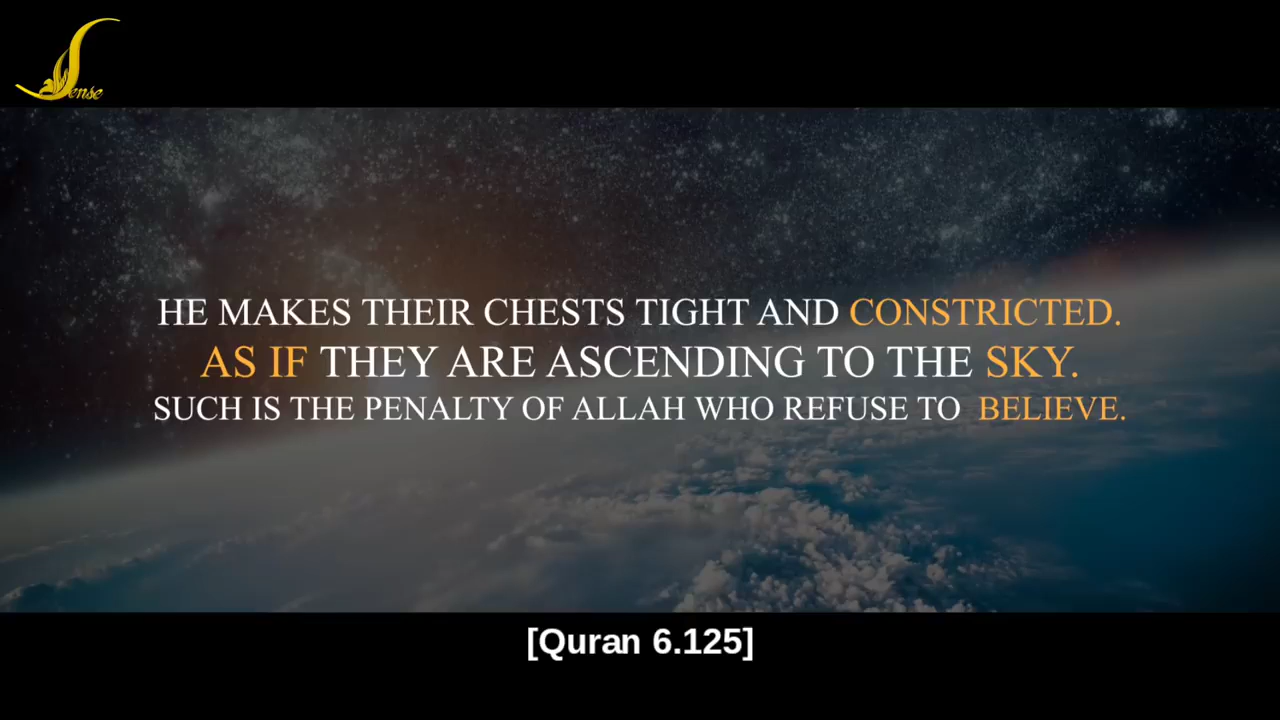 Sense
HE MAKES THEIR CHESTS TIGHT AND CONSTRICTED.
AS IF THEY ARE ASCENDING TO THE SKY.
SUCH IS THE PENALTY OF ALLAH WHO REFUSE TO BELIEVE.
[Quran 6.125]